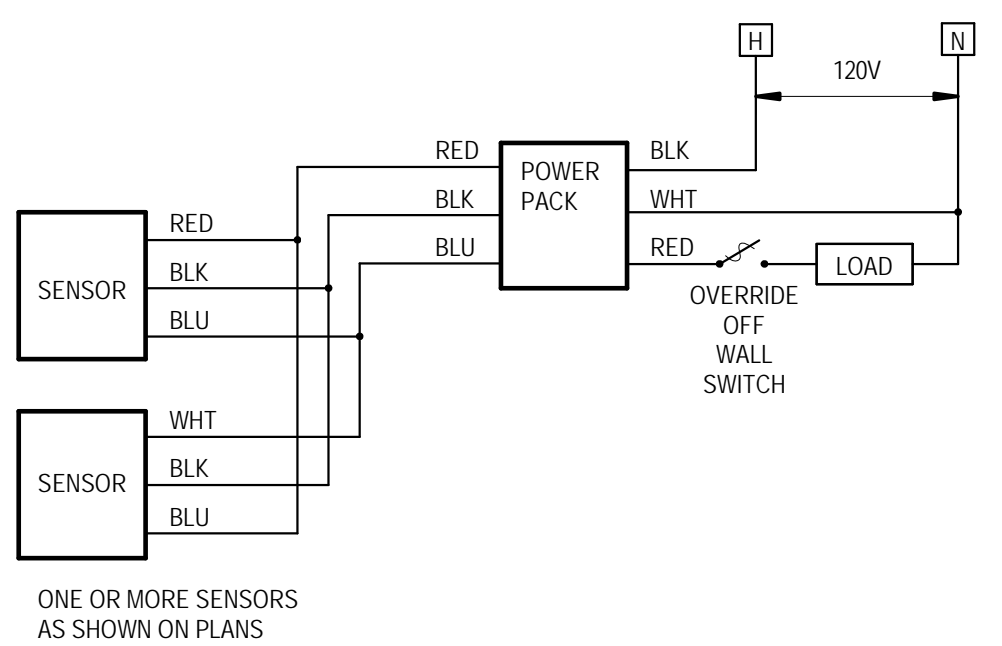 H
N
120V
RED
BLK
BLU
POWER
PACK
BLK
WHT
RED
LOAD
OVERRIDE
OFF
WALL
SWITCH
SENSOR
RED
BLK
BLU
SENSOR
WHT
BLK
BLU
ONE OR MORE SENSORS
AS SHOWN ON PLANS